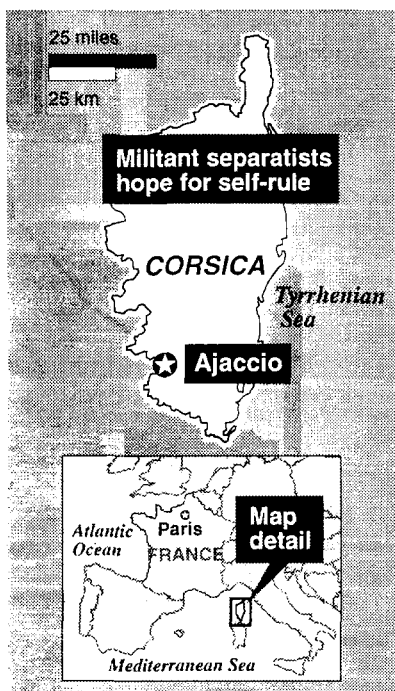 25 miles
25 km
Militant separatists
hope for self-rule
CORSICA
Tyrrhenian
Sea
Ajaccio
Atlantic
Ocean
Paris
FRANCE
Map
detail
Mediterranean Sea